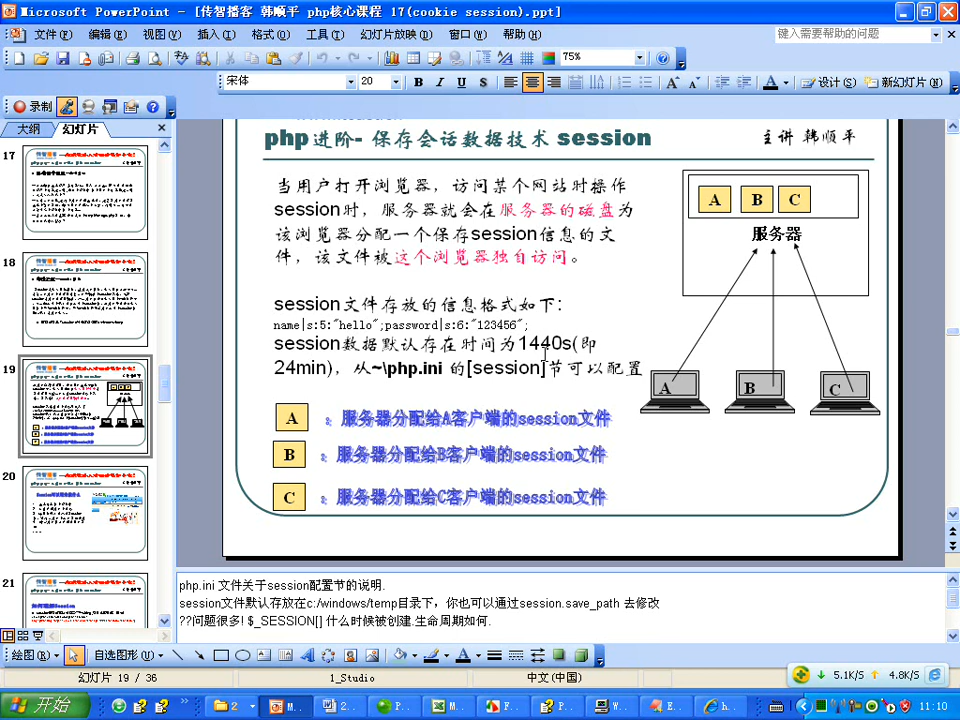 Microsoft PowerPoint - [传智播客 韩顺平 php核心课程 17(cookie session).ppt]
文件(F) 编辑(E) 视图(V) 插入(I) 格式(O) 工具(T) 幻灯片放映(D) 窗口(W) 帮助(H) 键入需要帮助的问题
75%
宋体 20 B I U S A A A 设计(S) 新幻灯片(N)
录制
大纲 幻灯片
17
18
19
20
21
php进阶-保存会话数据技术 session
主讲 韩顺平
当用户打开浏览器，访问某个网站时操作
session时，服务器就会在服务器的磁盘为
该浏览器分配一个保存session信息的文
件，该文件被这个浏览器独自访问。
session文件存放的信息格式如下:
name|s:5:"hello";password|s:6:"123456";
session数据默认存在时间为1440s(即
24min)，从~\php.ini 的[session]节可以配置
A ：服务器分配给A客户端的session文件
B ：服务器分配给B客户端的session文件
C ：服务器分配给C客户端的session文件
A B C
服务器
A B C
php.ini 文件关于session配置节的说明.
session文件默认存放在c:/windows/temp目录下，你也可以通过session.save_path 去修改
??问题很多! $_SESSION[] 什么时候被创建.生命周期如何.
绘图(R) 自选图形(U)
幻灯片 19 / 36 1_Studio 中文(中国)
5.1K/S 4.8K/S
开始 2 M.. 2.. P.. M.. F.. P.. W.. E.. h.. 11:10